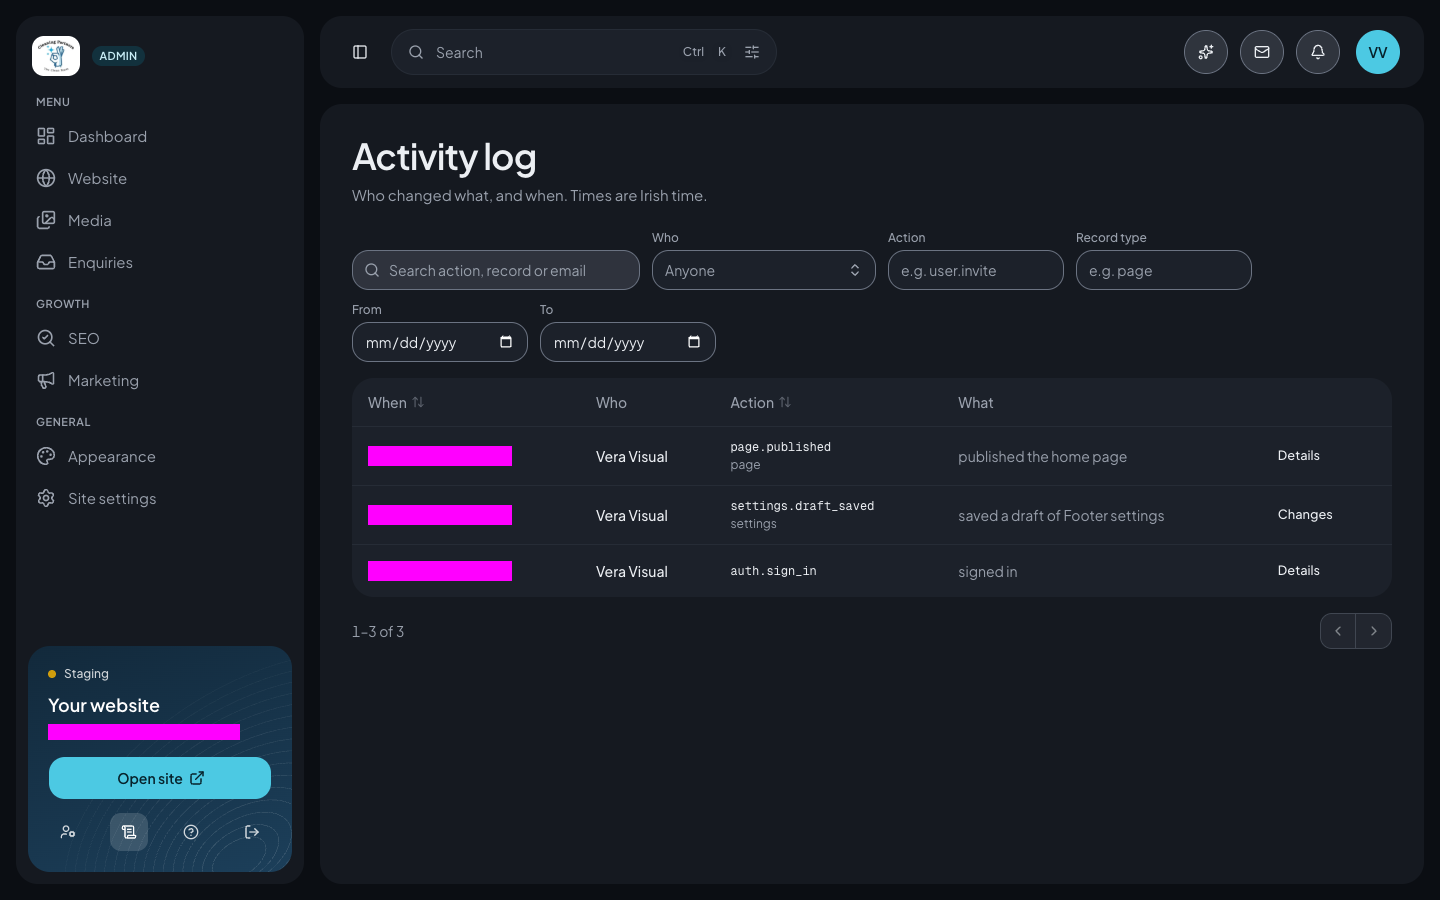 ADMIN
Search
Ctrl K
VV
MENU
Dashboard
Website
Media
Enquiries
GROWTH
SEO
Marketing
GENERAL
Appearance
Site settings
Staging
Your website
Open site
Activity log
Who changed what, and when. Times are Irish time.
Who
Action
Record type
Search action, record or email
Anyone
e.g. user.invite
e.g. page
From
To
mm/dd/yyyy
mm/dd/yyyy
When
Who
Action
What
Vera Visual
page.published
page
published the home page
Details
Vera Visual
settings.draft_saved
settings
saved a draft of Footer settings
Changes
Vera Visual
auth.sign_in
signed in
Details
1–3 of 3